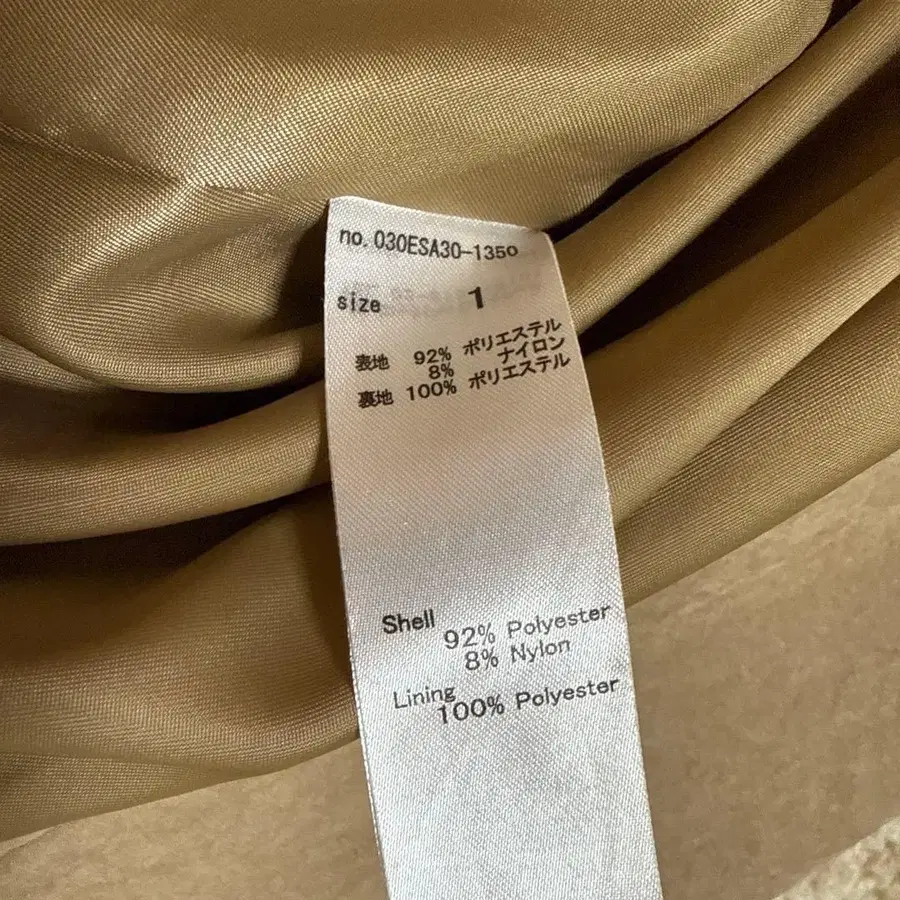 no. 030ESA30-1350
size 1
表地 92% ポリエステル
8% ナイロン
裏地 100% ポリエステル
Shell
92% Polyester
8% Nylon
Lining
100% Polyester